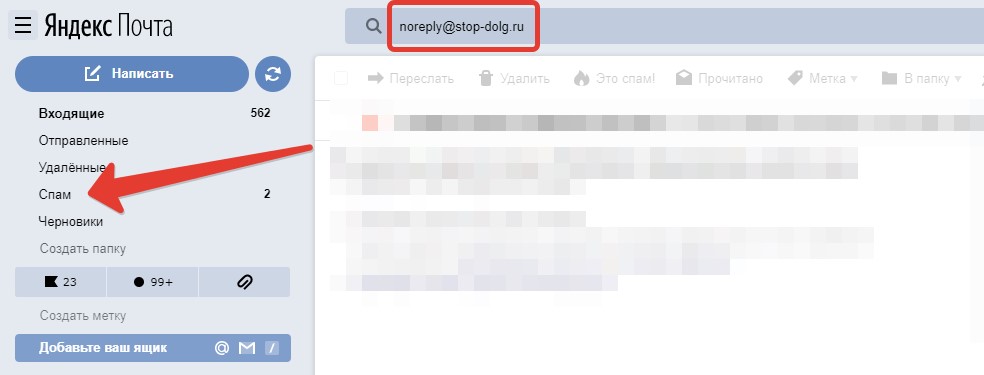 Яндекс Почта
noreply@stop-dolg.ru
Написать
Переслать Удалить Это спам! Прочитано Метка В папку
Входящие 562
Отправленные
Удалённые
Спам 2
Черновики
Создать папку
23 99+
Создать метку
Добавьте ваш ящик @ /